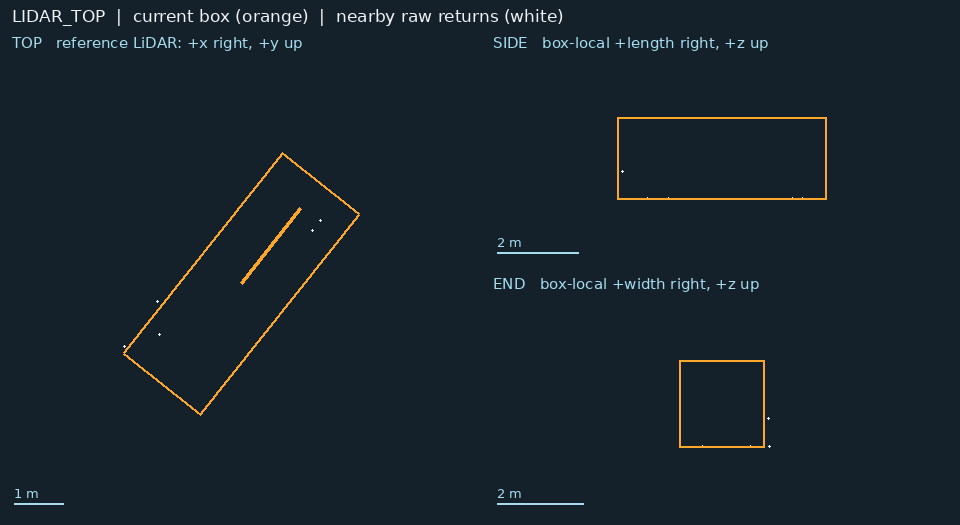 LIDAR_TOP | current box (orange) | nearby raw returns (white)
TOP reference LiDAR: +x right, +y up
SIDE box-local +length right, +z up
2 m
END box-local +width right, +z up
1 m
2 m